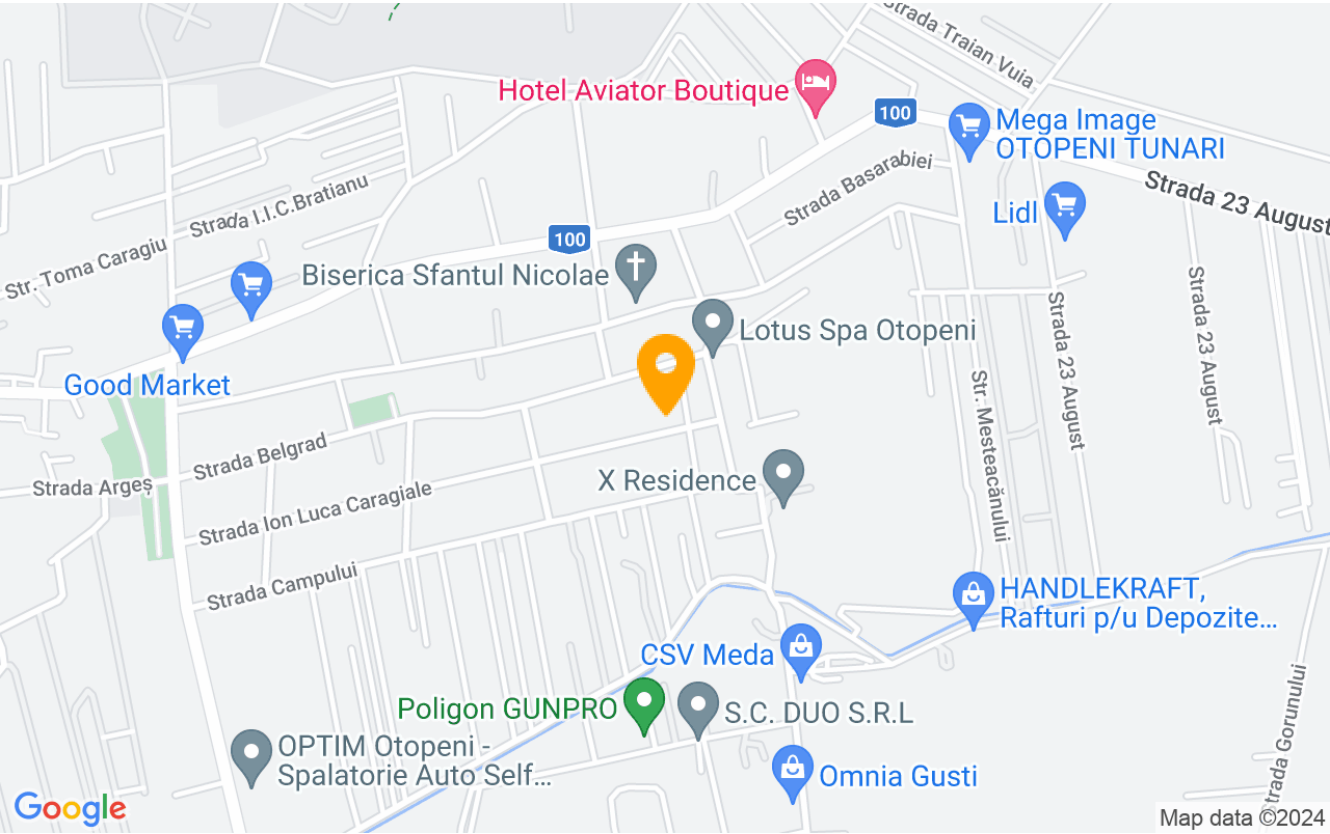 Strada Traian Vuia
Hotel Aviator Boutique
100
Mega Image
OTOPENI TUNARI
Strada Basarabiei
Strada 23 August
Strada I.I.C.Bratianu
Lidl
Str. Toma Caragiu
100
Biserica Sfantul Nicolae
Lotus Spa Otopeni
Strada 23 August
Strada 23 August
Good Market
Str. Mesteacănului
Strada Belgrad
Strada Argeș
X Residence
Strada Ion Luca Caragiale
Strada Campului
HANDLEKRAFT,
Rafturi p/u Depozite...
CSV Meda
Poligon GUNPRO
S.C. DUO S.R.L
Strada Gorunului
OPTIM Otopeni -
Spalatorie Auto Self...
Omnia Gusti
Google
Map data ©2024